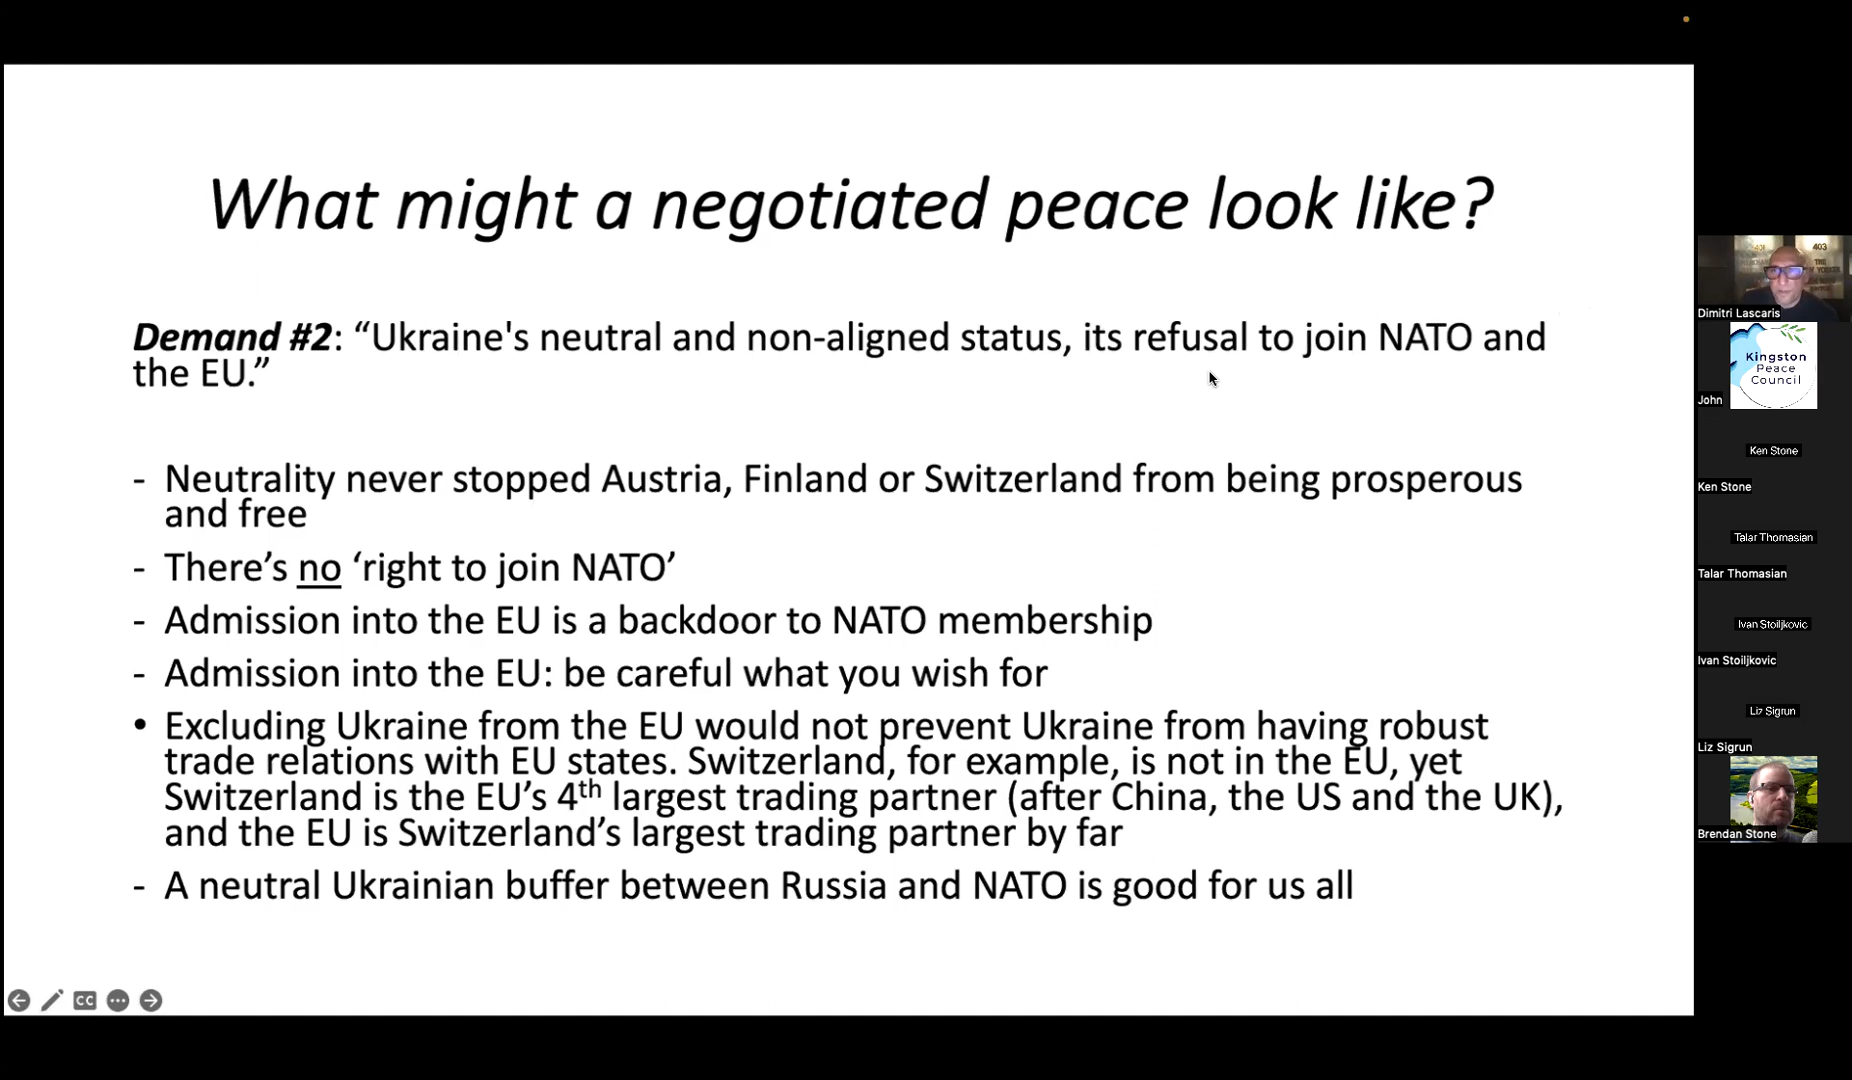 What might a negotiated peace look like?
Demand #2: “Ukraine's neutral and non-aligned status, its refusal to join NATO and
the EU.”
- Neutrality never stopped Austria, Finland or Switzerland from being prosperous
and free
- There’s no ‘right to join NATO’
- Admission into the EU is a backdoor to NATO membership
- Admission into the EU: be careful what you wish for
• Excluding Ukraine from the EU would not prevent Ukraine from having robust
trade relations with EU states. Switzerland, for example, is not in the EU, yet
Switzerland is the EU’s 4th largest trading partner (after China, the US and the UK),
and the EU is Switzerland’s largest trading partner by far
- A neutral Ukrainian buffer between Russia and NATO is good for us all
CC
403
THE
Dimitri Lascaris
Kingston
Peace
Council
John
Ken Stone
Ken Stone
Talar Thomasian
Talar Thomasian
Ivan Stoiljkovic
Ivan Stoiljkovic
Liz Sigrun
Liz Sigrun
Brendan Stone